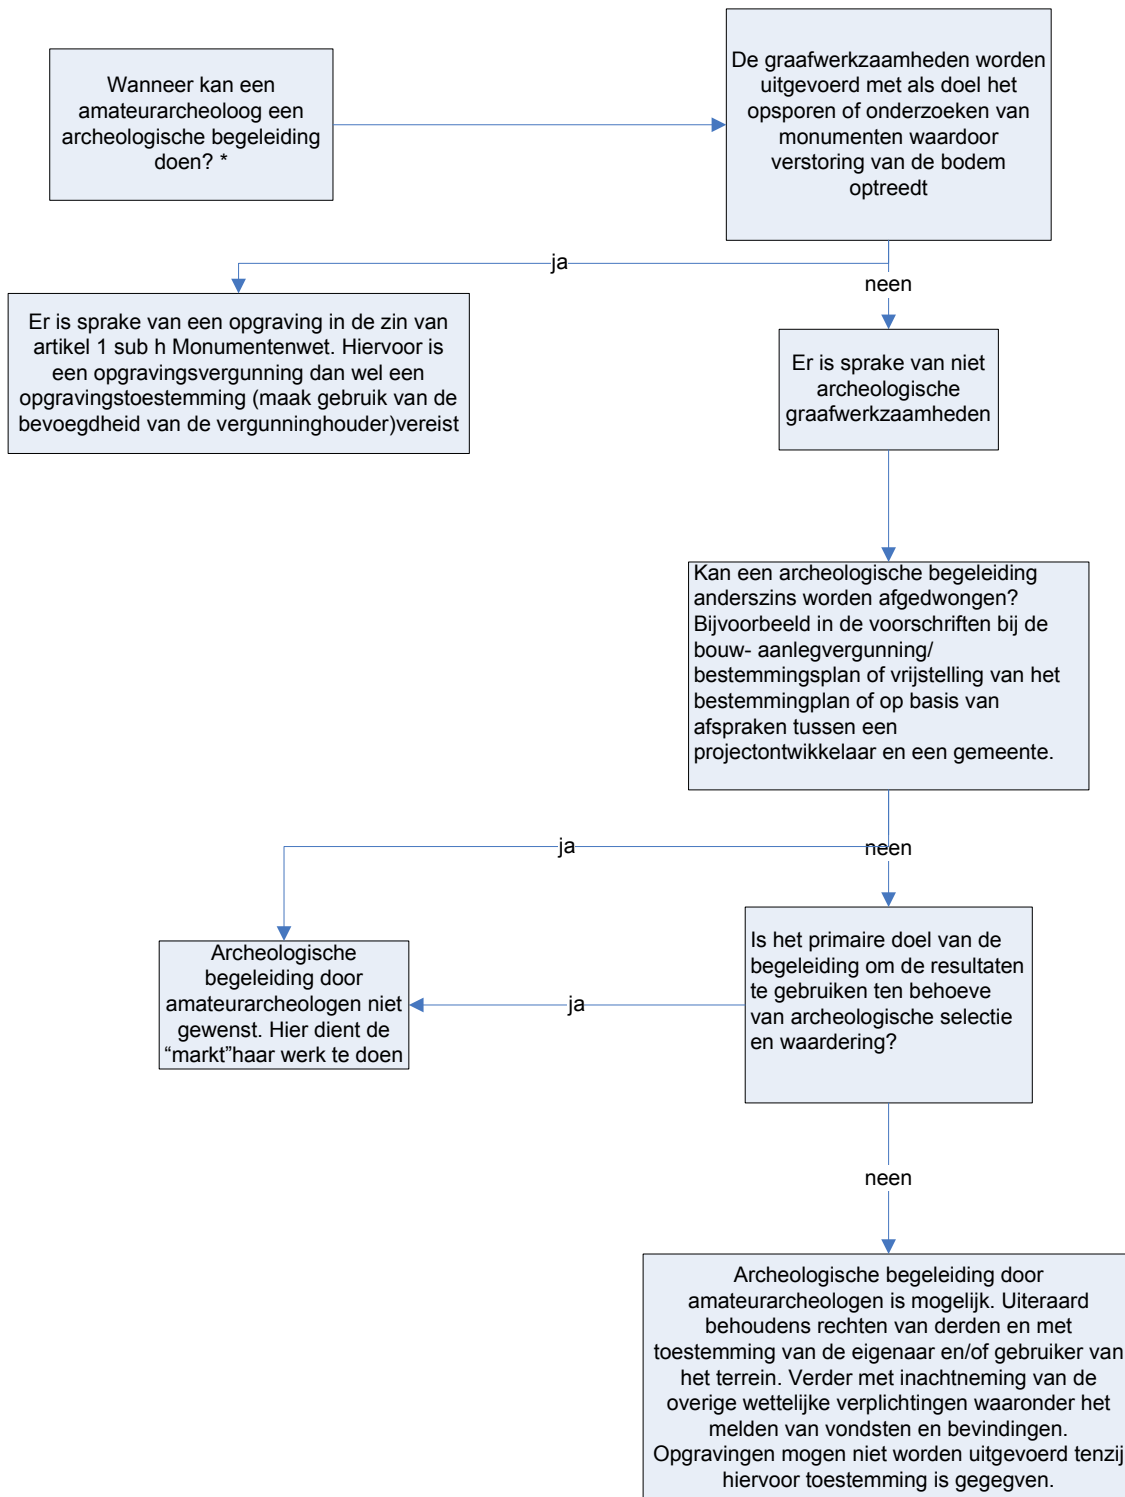 Wanneer kan een
amateurarcheoloog een
archeologische begeleiding
doen? *
De graafwerkzaamheden worden
uitgevoerd met als doel het
opsporen of onderzoeken van
monumenten waardoor
verstoring van de bodem
optreedt
ja
neen
Er is sprake van een opgraving in de zin van
artikel 1 sub h Monumentenwet. Hiervoor is
een opgravingsvergunning dan wel een
opgravingstoestemming (maak gebruik van de
bevoegdheid van de vergunninghouder)vereist
Er is sprake van niet
archeologische
graafwerkzaamheden
Kan een archeologische begeleiding
anderszins worden afgedwongen?
Bijvoorbeeld in de voorschriften bij de
bouw- aanlegvergunning/
bestemmingsplan of vrijstelling van het
bestemmingplan of op basis van
afspraken tussen een
projectontwikkelaar en een gemeente.
ja
neen
Archeologische
begeleiding door
amateurarcheologen niet
gewenst. Hier dient de
“markt”haar werk te doen
ja
Is het primaire doel van de
begeleiding om de resultaten
te gebruiken ten behoeve
van archeologische selectie
en waardering?
neen
Archeologische begeleiding door
amateurarcheologen is mogelijk. Uiteraard
behoudens rechten van derden en met
toestemming van de eigenaar en/of gebruiker van
het terrein. Verder met inachtneming van de
overige wettelijke verplichtingen waaronder het
melden van vondsten en bevindingen.
Opgravingen mogen niet worden uitgevoerd tenzij
hiervoor toestemming is gegegven.